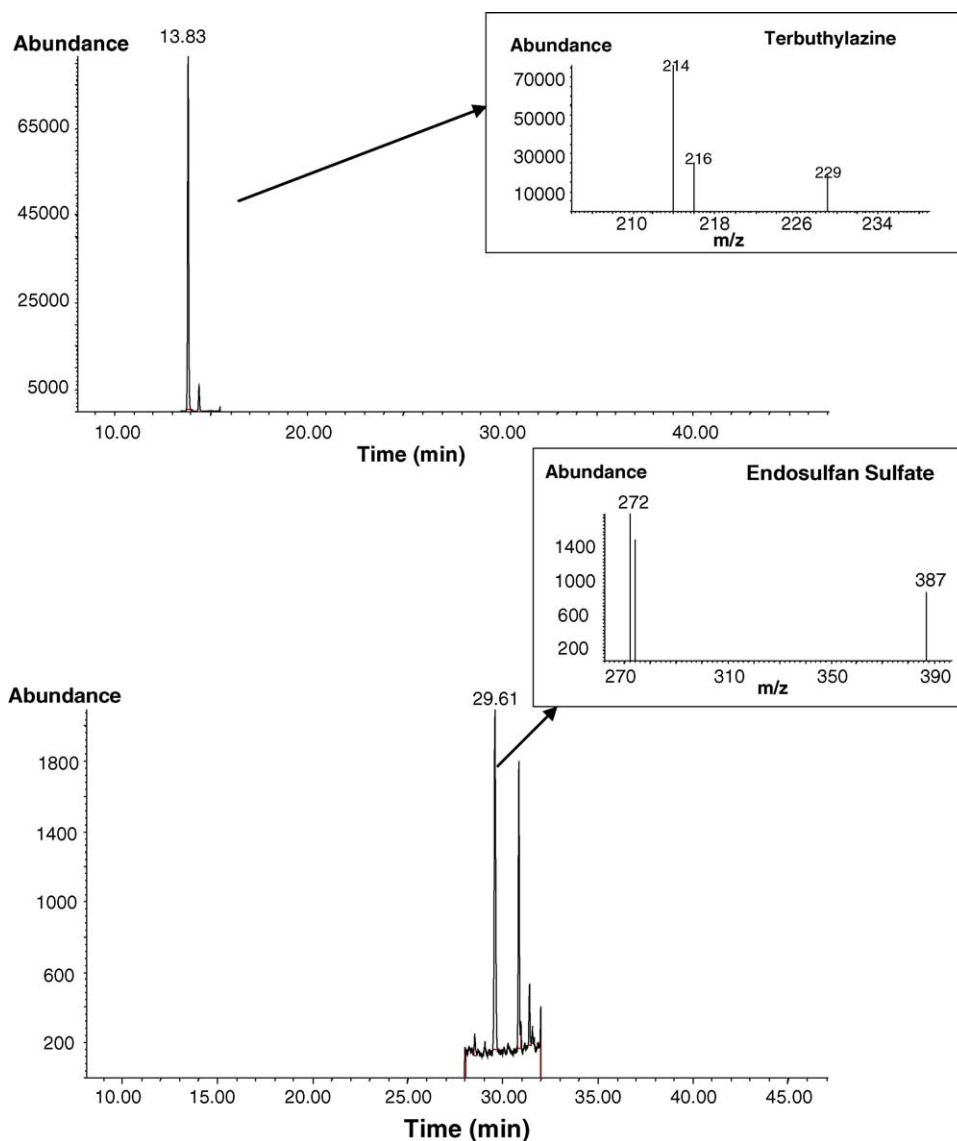 Abundance
13.83
65000
45000
25000
5000
10.00 20.00 30.00 40.00
Time (min)
Terbuthylazine
Abundance
214
70000
50000
30000
10000
216
229
210 218 226 234
m/z
Endosulfan Sulfate
Abundance
272
1400
1000
600
200
387
270 310 350 390
m/z
Abundance
29.61
1800
1400
1000
600
200
10.00 15.00 20.00 25.00 30.00 35.00 40.00 45.00
Time (min)